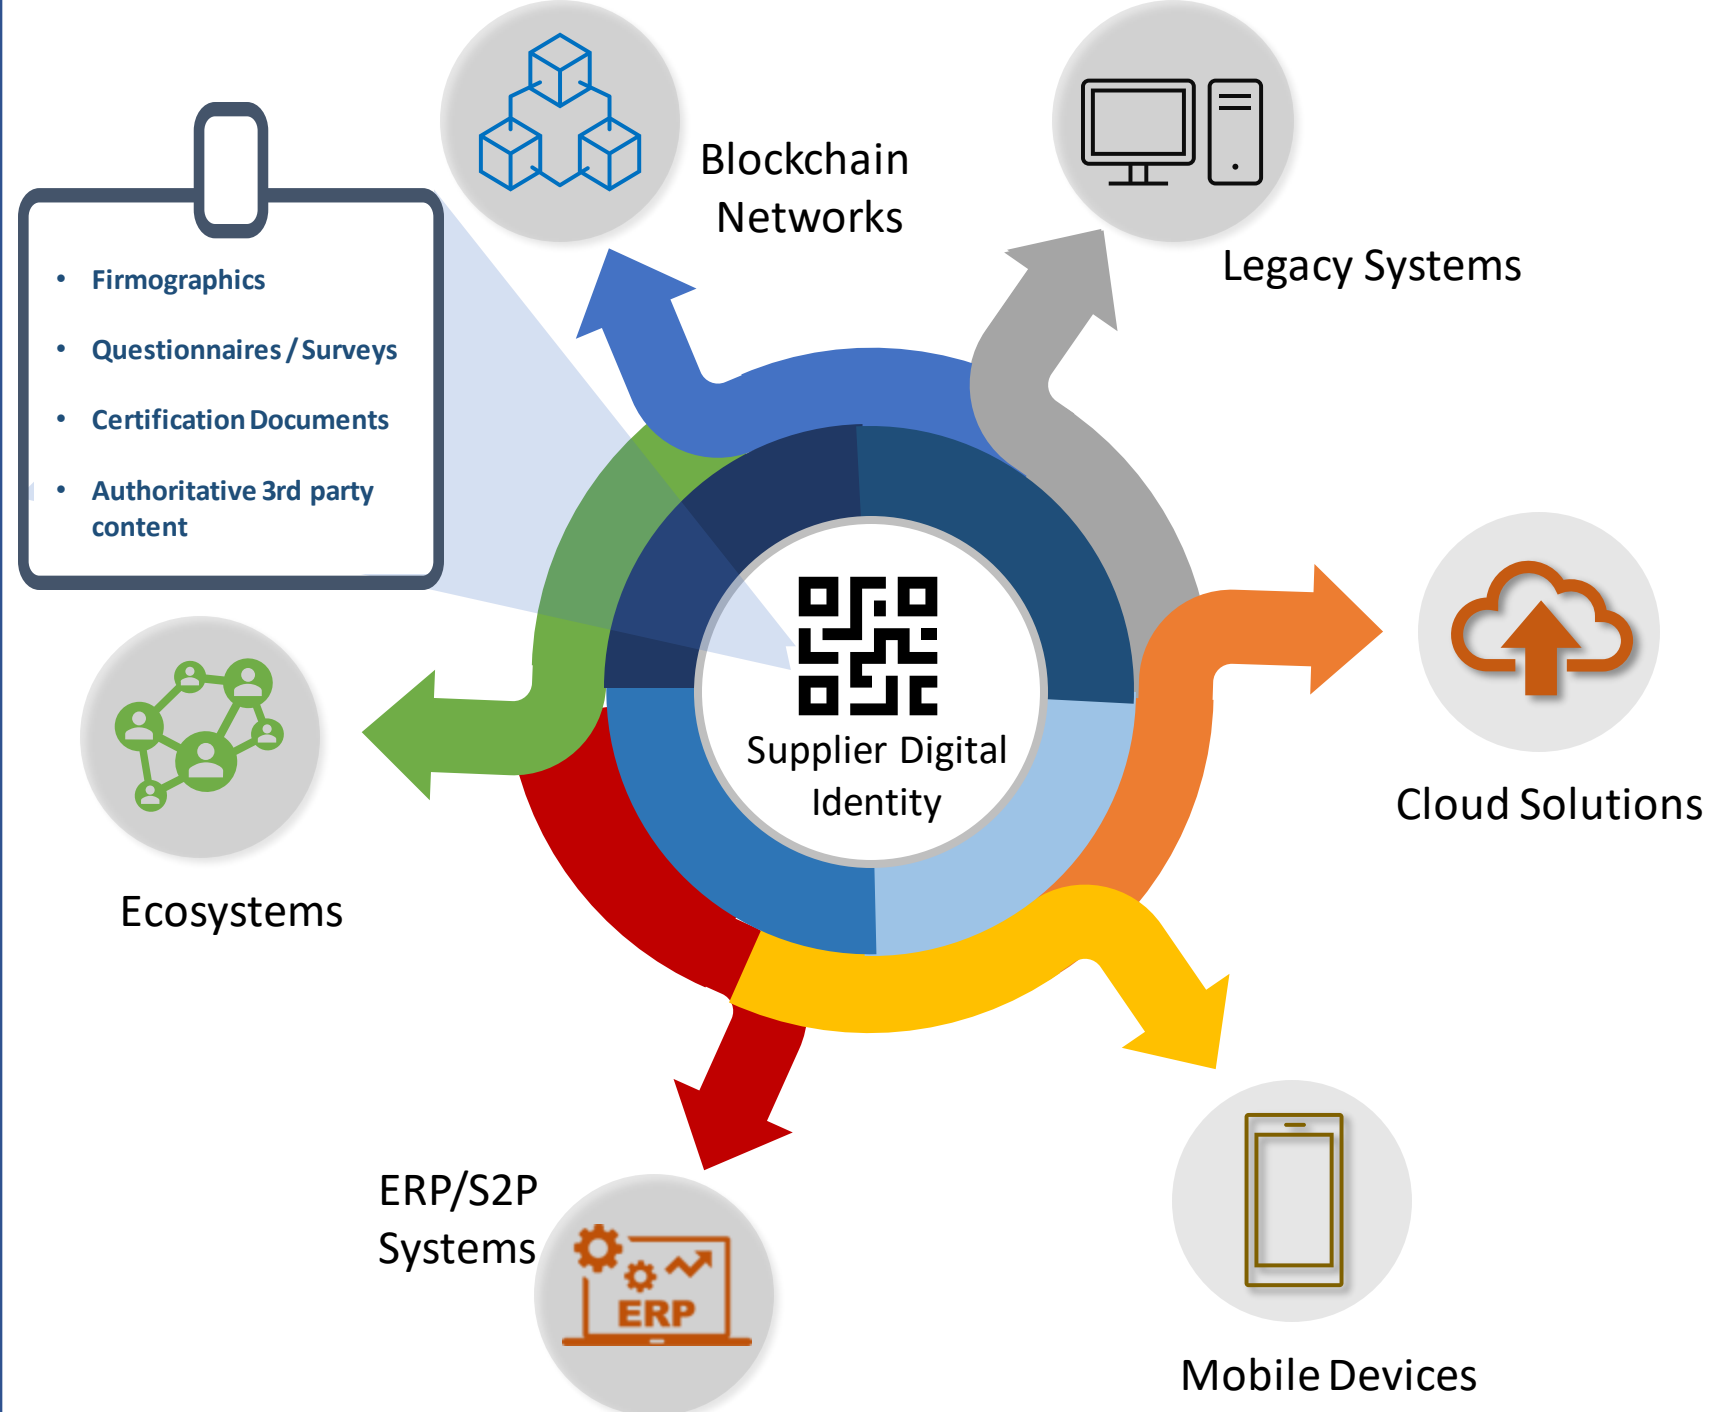 Blockchain
Networks
Legacy Systems
• Firmographics
• Questionnaires / Surveys
• Certification Documents
• Authoritative 3rd party
content
Supplier Digital
Identity
Cloud Solutions
Ecosystems
ERP/S2P
Systems
ERP
Mobile Devices